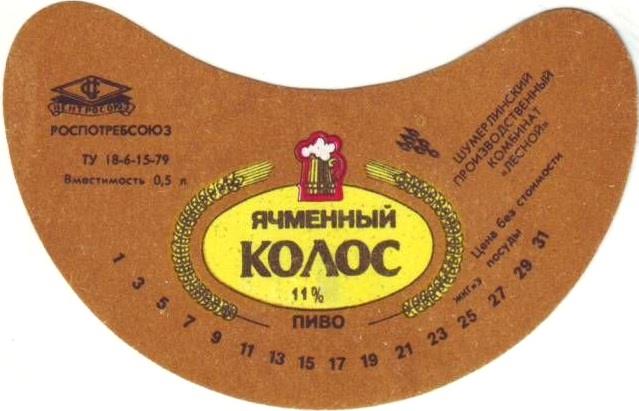 ЦЕНТРОСОЮЗ
РОСПОТРЕБСОЮЗ
ТУ 18-6-15-79
Вместимость 0,5 л
ШУМЕРЛИНСКИЙ
ПРОИЗВОДСТВЕННЫЙ
КОМБИНАТ
«ЛЕСНОЙ»
Цена без стоимости
посуды
ЯЧМЕННЫЙ
КОЛОС
11%
ПИВО
1 3 5 7 9 11 13 15 17 19 21 23 25 27 29 31